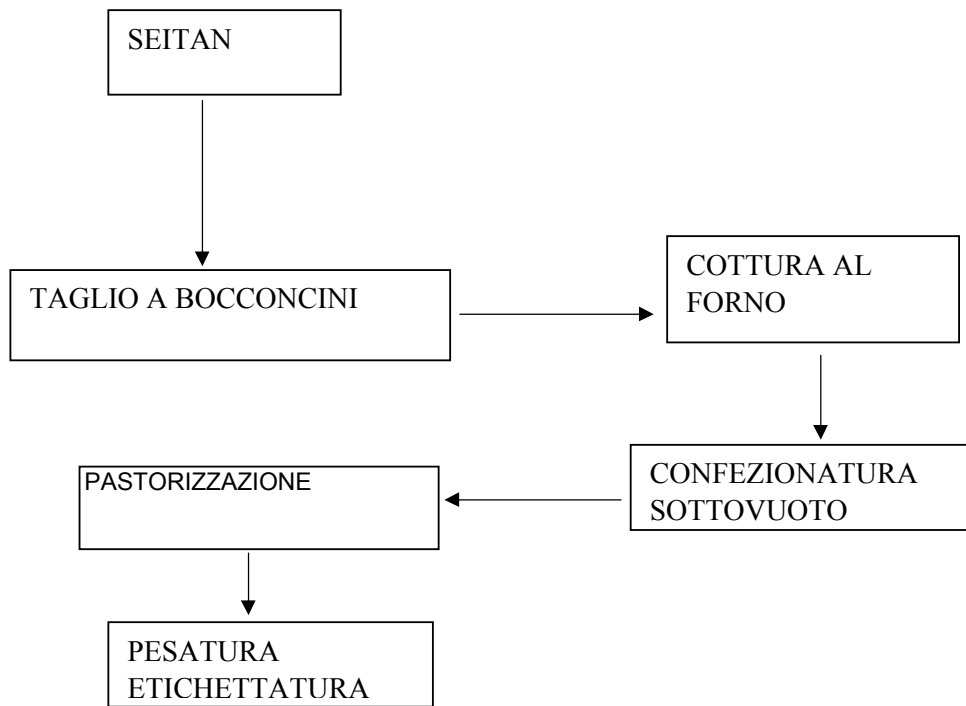 SEITAN
TAGLIO A BOCCONCINI
COTTURA AL
FORNO
CONFEZIONATURA
SOTTOVUOTO
PASTORIZZAZIONE
PESATURA
ETICHETTATURA